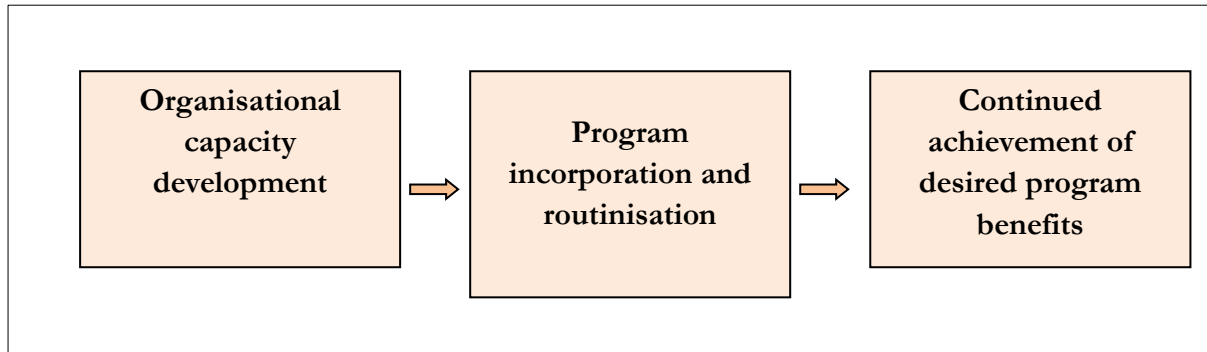 Organisational
capacity
development
Program
incorporation and
routinisation
Continued
achievement of
desired program
benefits